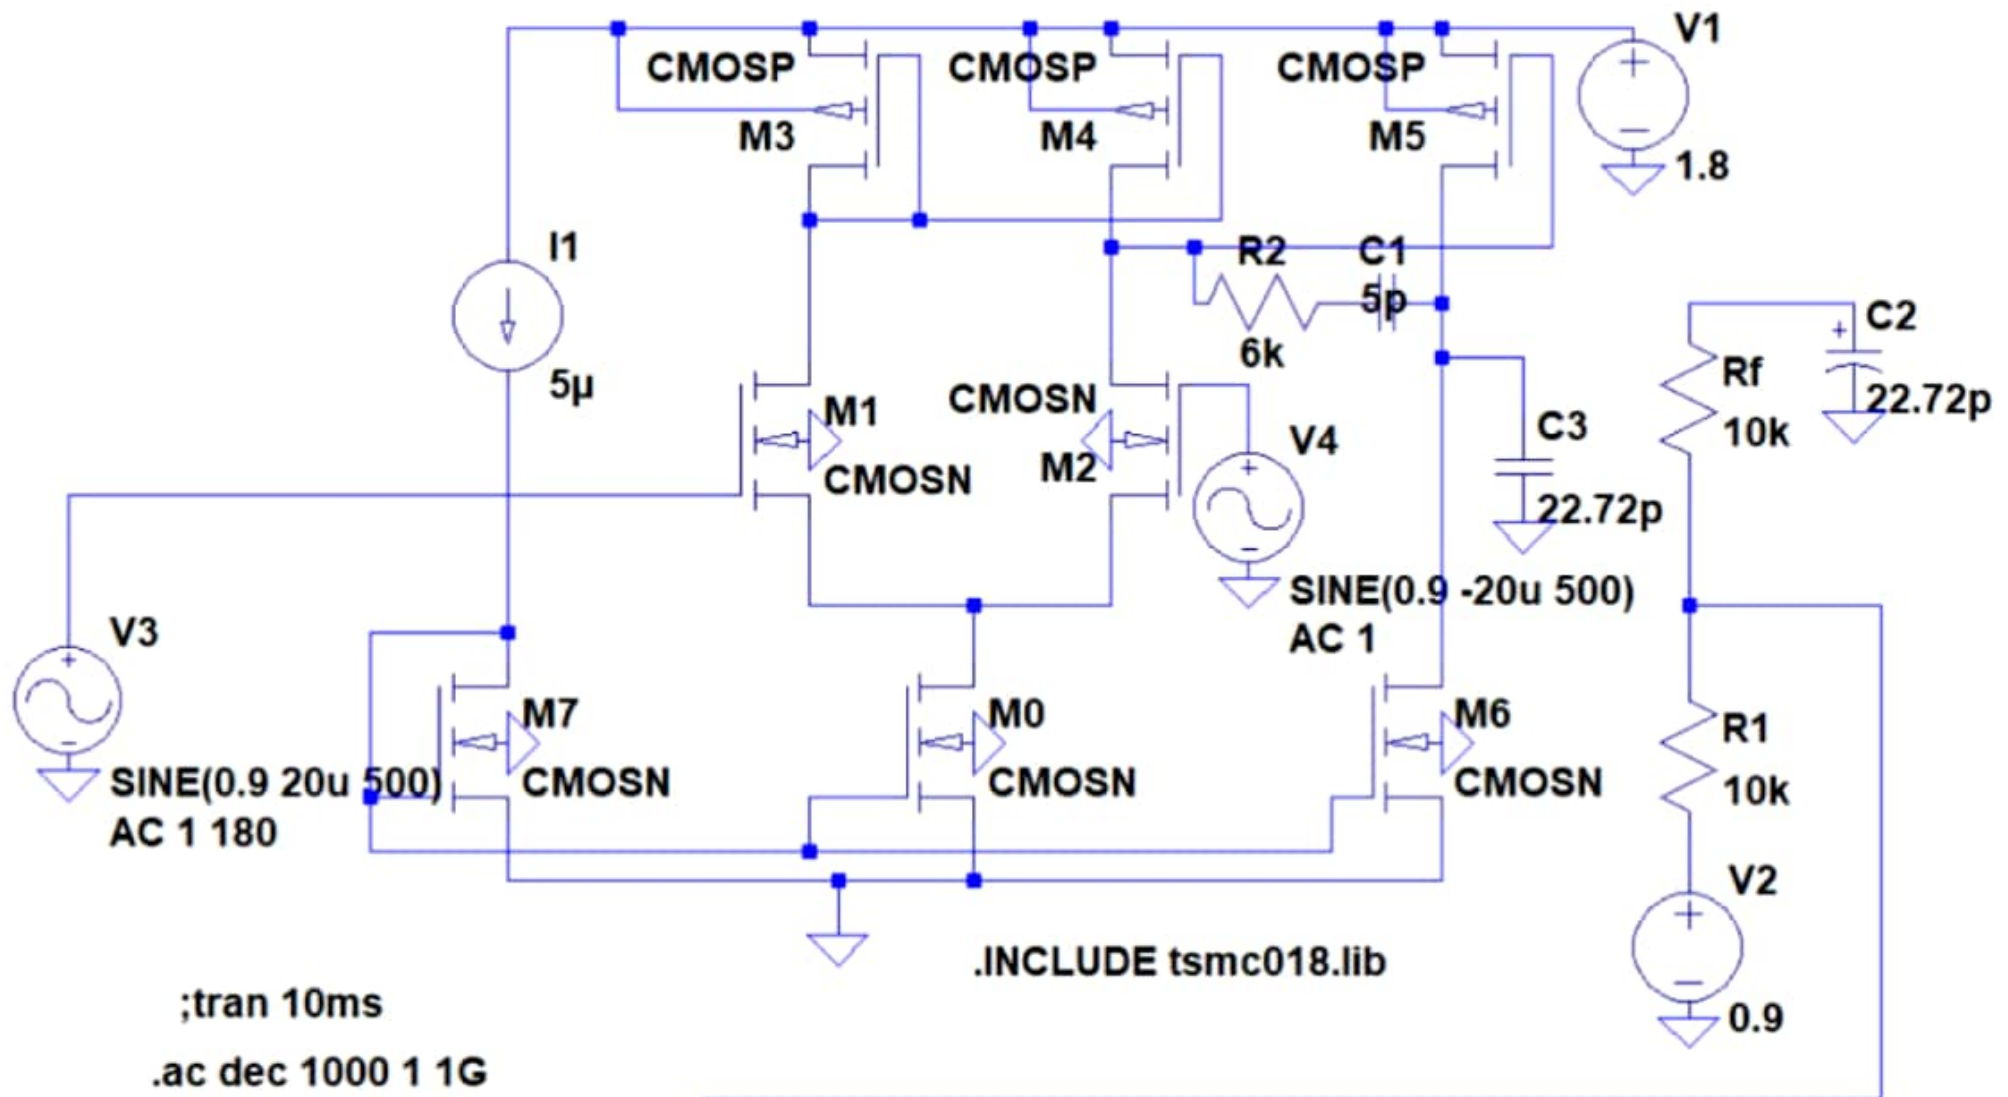 V1
CMOSP
CMOSP
CMOSP
M3
M4
M5
1.8
I1
R2
C1
5p
5µ
6k
C2
Rf
22.72p
10k
M1
CMOSN
CMOSN
M2
V4
C3
22.72p
SINE(0.9 -20u 500)
AC 1
V3
M7
M0
M6
R1
SINE(0.9 20u 500)
CMOSN
CMOSN
CMOSN
10k
AC 1 180
V2
.INCLUDE tsmc018.lib
0.9
;tran 10ms
.ac dec 1000 1 1G